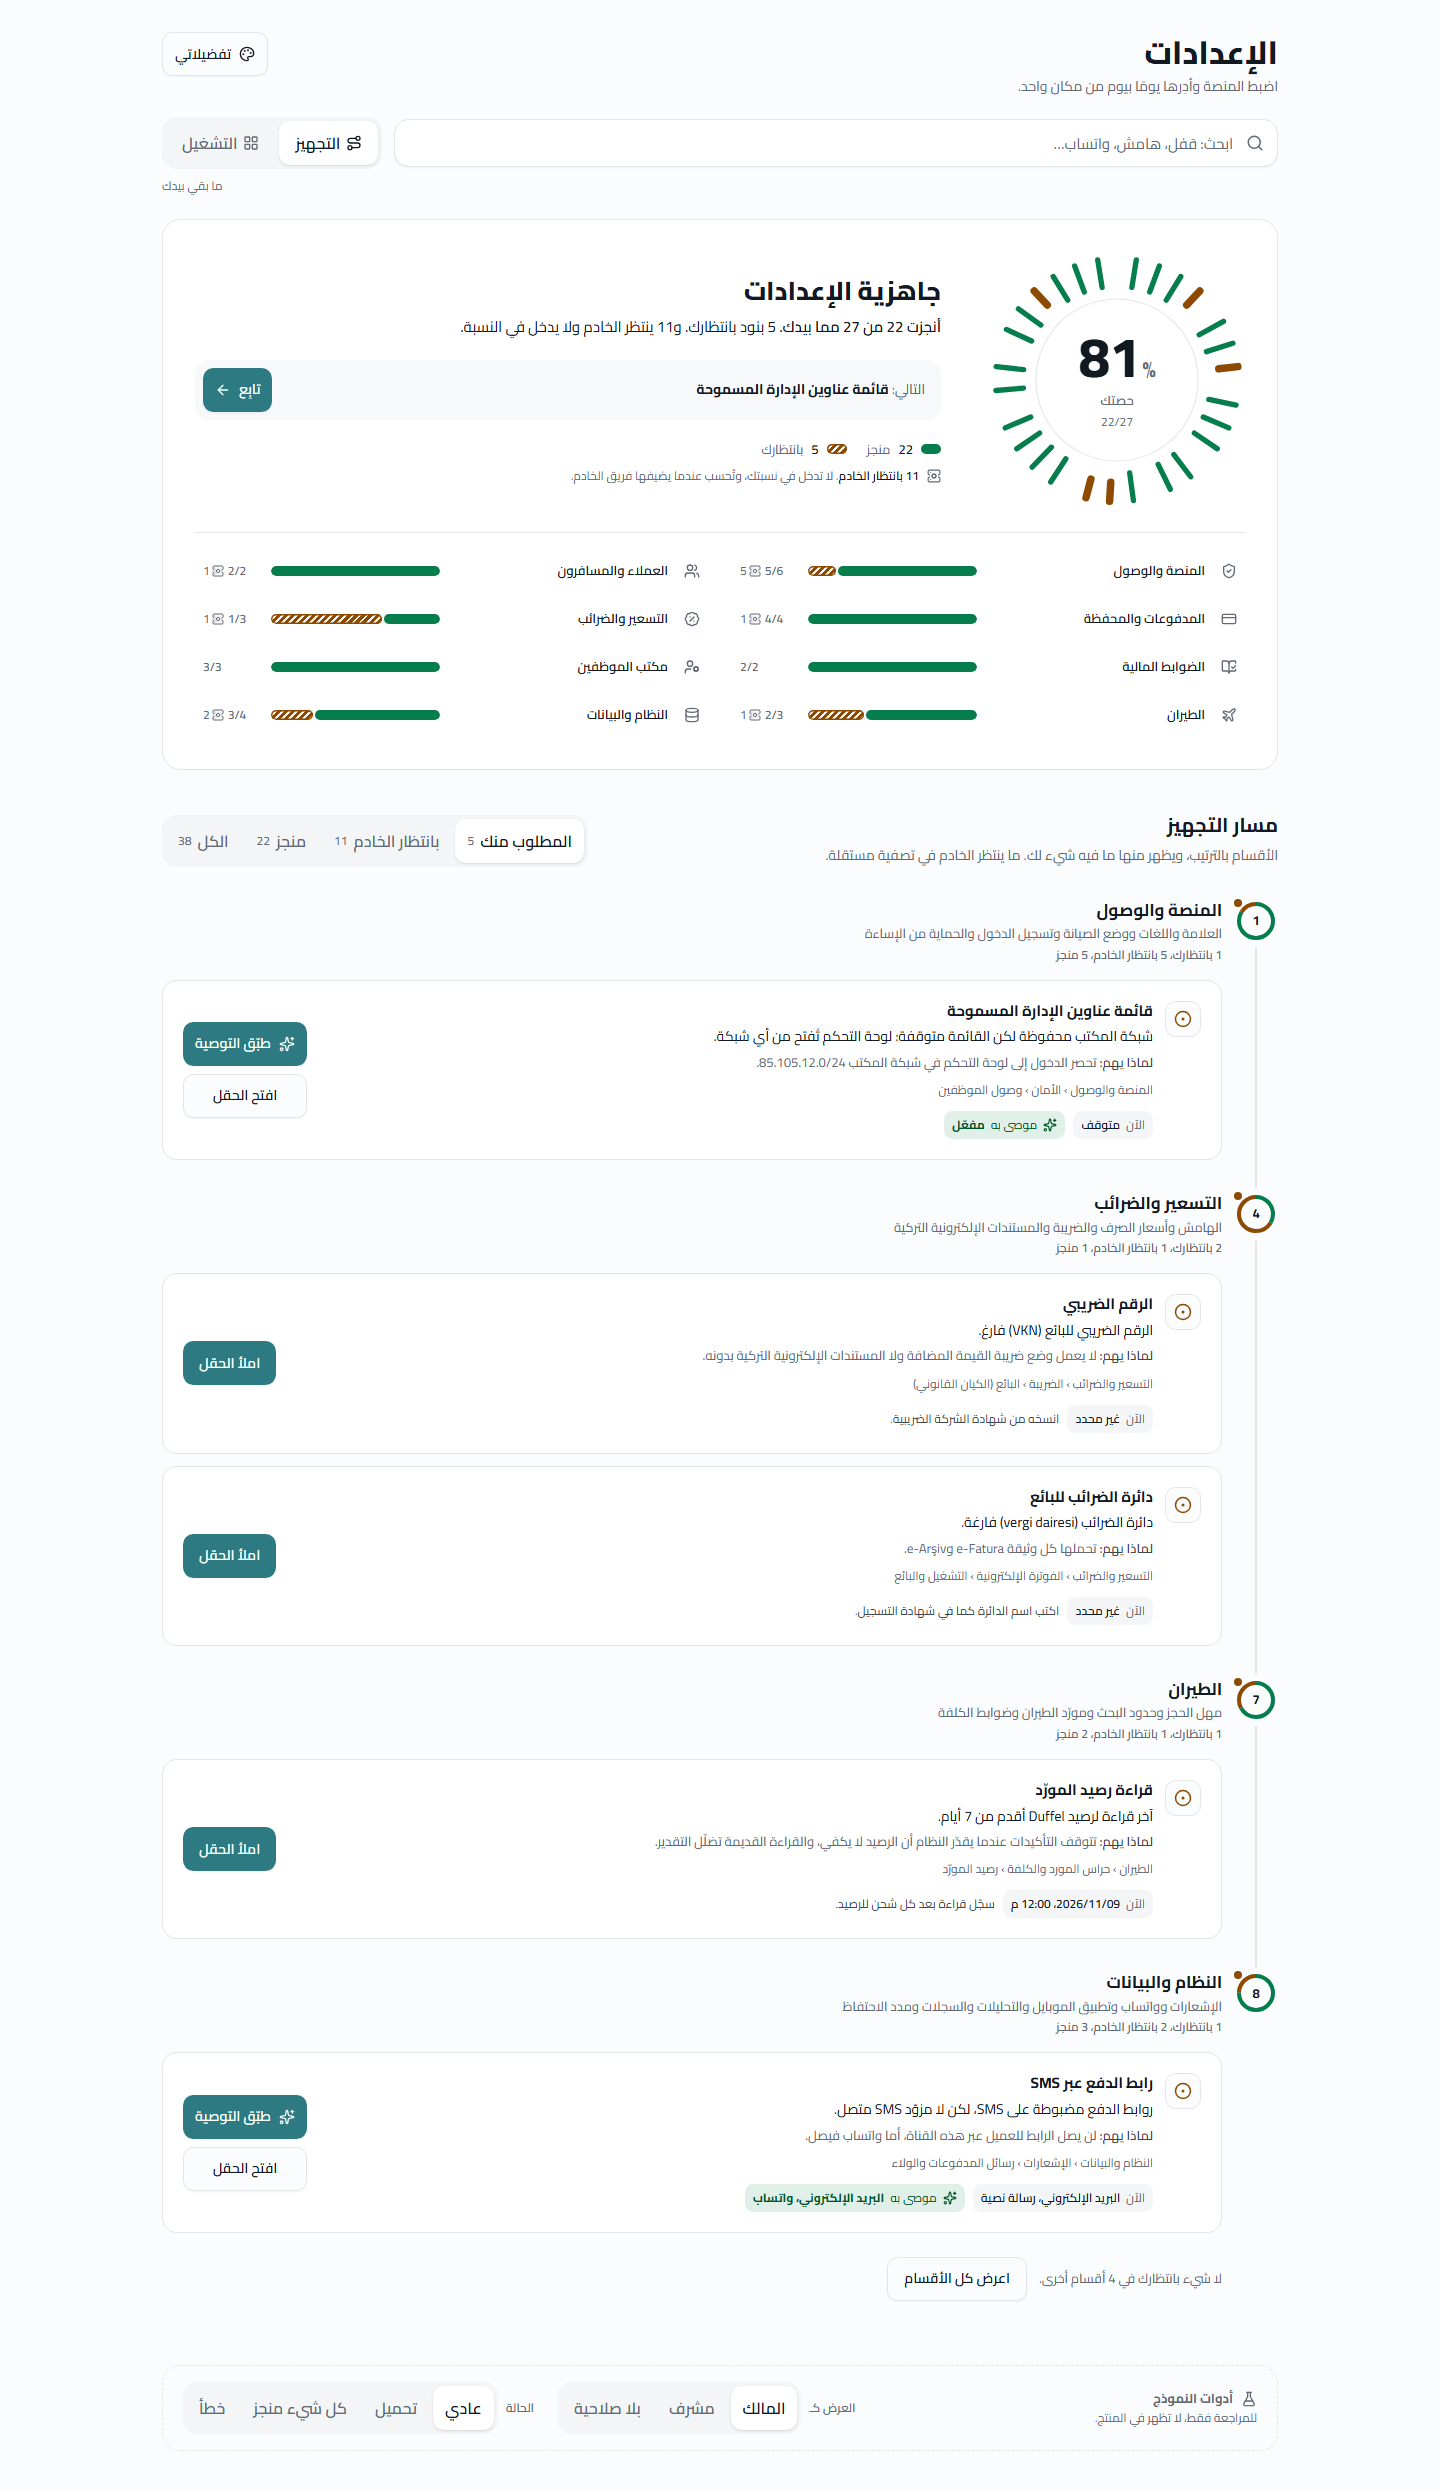 الإعدادات
اضبط المنصة وأدِرها يومًا بيوم من مكان واحد.
تفضيلاتي
ابحث: قفل، هامش، واتساب...
التجهيز
التشغيل
ما بقي بيدك
81%
حصتك
22/27
جاهزية الإعدادات
أنجزت 22 من 27 مما بيدك. 5 بنود بانتظارك. و11 ينتظر الخادم ولا يدخل في النسبة.
التالي: قائمة عناوين الإدارة المسموحة
تابِع
22 منجز
5 بانتظارك
11 بانتظار الخادم. لا تدخل في نسبتك، وتُحسب عندما يضيفها فريق الخادم.
المنصة والوصول 5/6 5
العملاء والمسافرون 2/2 1
المدفوعات والمحفظة 4/4 1
التسعير والضرائب 1/3 1
الضوابط المالية 2/2
مكتب الموظفين 3/3
الطيران 2/3 1
النظام والبيانات 3/4 2
مسار التجهيز
الأقسام بالترتيب، ويظهر منها ما فيه شيء لك. ما ينتظر الخادم في تصفية مستقلة.
المطلوب منك 5
بانتظار الخادم 11
منجز 22
الكل 38
1
المنصة والوصول
العلامة واللغات ووضع الصيانة وتسجيل الدخول والحماية من الإساءة
1 بانتظارك، 5 بانتظار الخادم، 5 منجز
قائمة عناوين الإدارة المسموحة
شبكة المكتب محفوظة لكن القائمة متوقفة: لوحة التحكم تُفتح من أي شبكة.
لماذا يهم: تحصر الدخول إلى لوحة التحكم في شبكة المكتب 85.105.12.0/24.
المنصة والوصول › الأمان › وصول الموظفين
الآن متوقف
موصى به مفعّل
طبّق التوصية
افتح الحقل
4
التسعير والضرائب
الهامش وأسعار الصرف والضريبة والمستندات الإلكترونية التركية
2 بانتظارك، 1 بانتظار الخادم، 1 منجز
الرقم الضريبي
الرقم الضريبي للبائع (VKN) فارغ.
لماذا يهم: لا يعمل وضع ضريبة القيمة المضافة ولا المستندات الإلكترونية التركية بدونه.
التسعير والضرائب › الضريبة › البائع (الكيان القانوني)
الآن غير محدد
انسخه من شهادة الشركة الضريبية.
املأ الحقل
دائرة الضرائب للبائع
دائرة الضرائب (vergi dairesi) فارغة.
لماذا يهم: تحملها كل وثيقة e-Fatura وe-Arşiv.
التسعير والضرائب › الفوترة الإلكترونية › التشغيل والبائع
الآن غير محدد
اكتب اسم الدائرة كما في شهادة التسجيل.
املأ الحقل
7
الطيران
مهل الحجز وحدود البحث ومورّد الطيران وضوابط الكلفة
1 بانتظارك، 1 بانتظار الخادم، 2 منجز
قراءة رصيد المورّد
آخر قراءة لرصيد Duffel أقدم من 7 أيام.
لماذا يهم: تتوقف التأكيدات عندما يقدّر النظام أن الرصيد لا يكفي، والقراءة القديمة تضلّل التقدير.
الطيران › حراس المورد والكلفة › رصيد المورّد
الآن 2026/11/09، 12:00 م
سجّل قراءة بعد كل شحن للرصيد.
املأ الحقل
8
النظام والبيانات
الإشعارات وواتساب وتطبيق الموبايل والتحليلات والسجلات ومدد الاحتفاظ
1 بانتظارك، 2 بانتظار الخادم، 3 منجز
رابط الدفع عبر SMS
روابط الدفع مضبوطة على SMS، لكن لا مزوّد SMS متصل.
لماذا يهم: لن يصل الرابط للعميل عبر هذه القناة، أما واتساب فيصل.
النظام والبيانات › الإشعارات › رسائل المدفوعات والولاء
الآن البريد الإلكتروني، رسالة نصية
موصى به البريد الإلكتروني، واتساب
طبّق التوصية
افتح الحقل
لا شيء بانتظارك في 4 أقسام أخرى.
اعرض كل الأقسام
أدوات النموذج
للمراجعة فقط، لا تظهر في المنتج.
العرض كـ
المالك
مشرف
بلا صلاحية
الحالة
عادي
تحميل
كل شيء منجز
خطأ